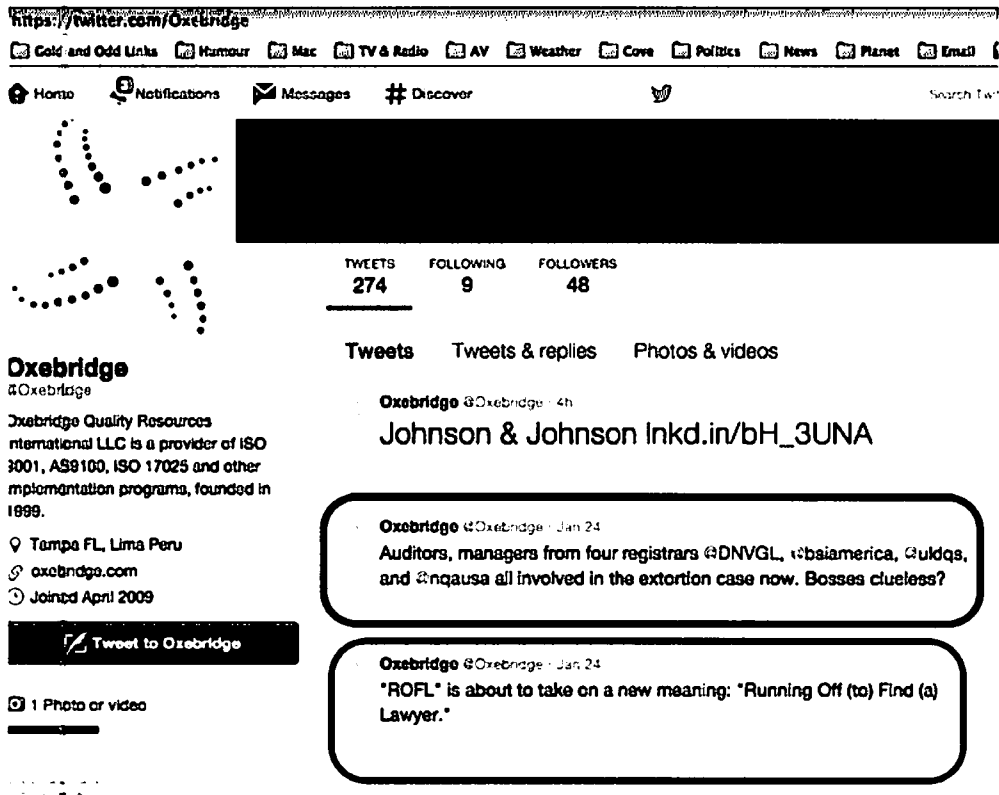 https://twitter.com/Oxebridge
Cold and Odd Links Humour Mac TV & Radio AV Weather Cove Politics News Planet Email
Home Notifications Messages # Discover Search Twi
TWEETS FOLLOWING FOLLOWERS
274 9 48
Tweets Tweets & replies Photos & videos
Oxebridge
@Oxebridge
Oxebridge Quality Resources
nternational LLC is a provider of ISO
9001, AS9100, ISO 17025 and other
mplementation programs, founded in
1999.
Tampa FL, Lima Peru
oxebridge.com
Joined April 2009
Tweet to Oxebridge
1 Photo or video
Oxebridge @Oxebridge · 4h
Johnson & Johnson lnkd.in/bH_3UNA
Oxebridge @Oxebridge · Jan 24
Auditors, managers from four registrars @DNVGL, @bsiamerica, @uldqs,
and @nqausa all involved in the extortion case now. Bosses clueless?
Oxebridge @Oxebridge · Jan 24
"ROFL" is about to take on a new meaning: "Running Off (to) Find (a)
Lawyer."